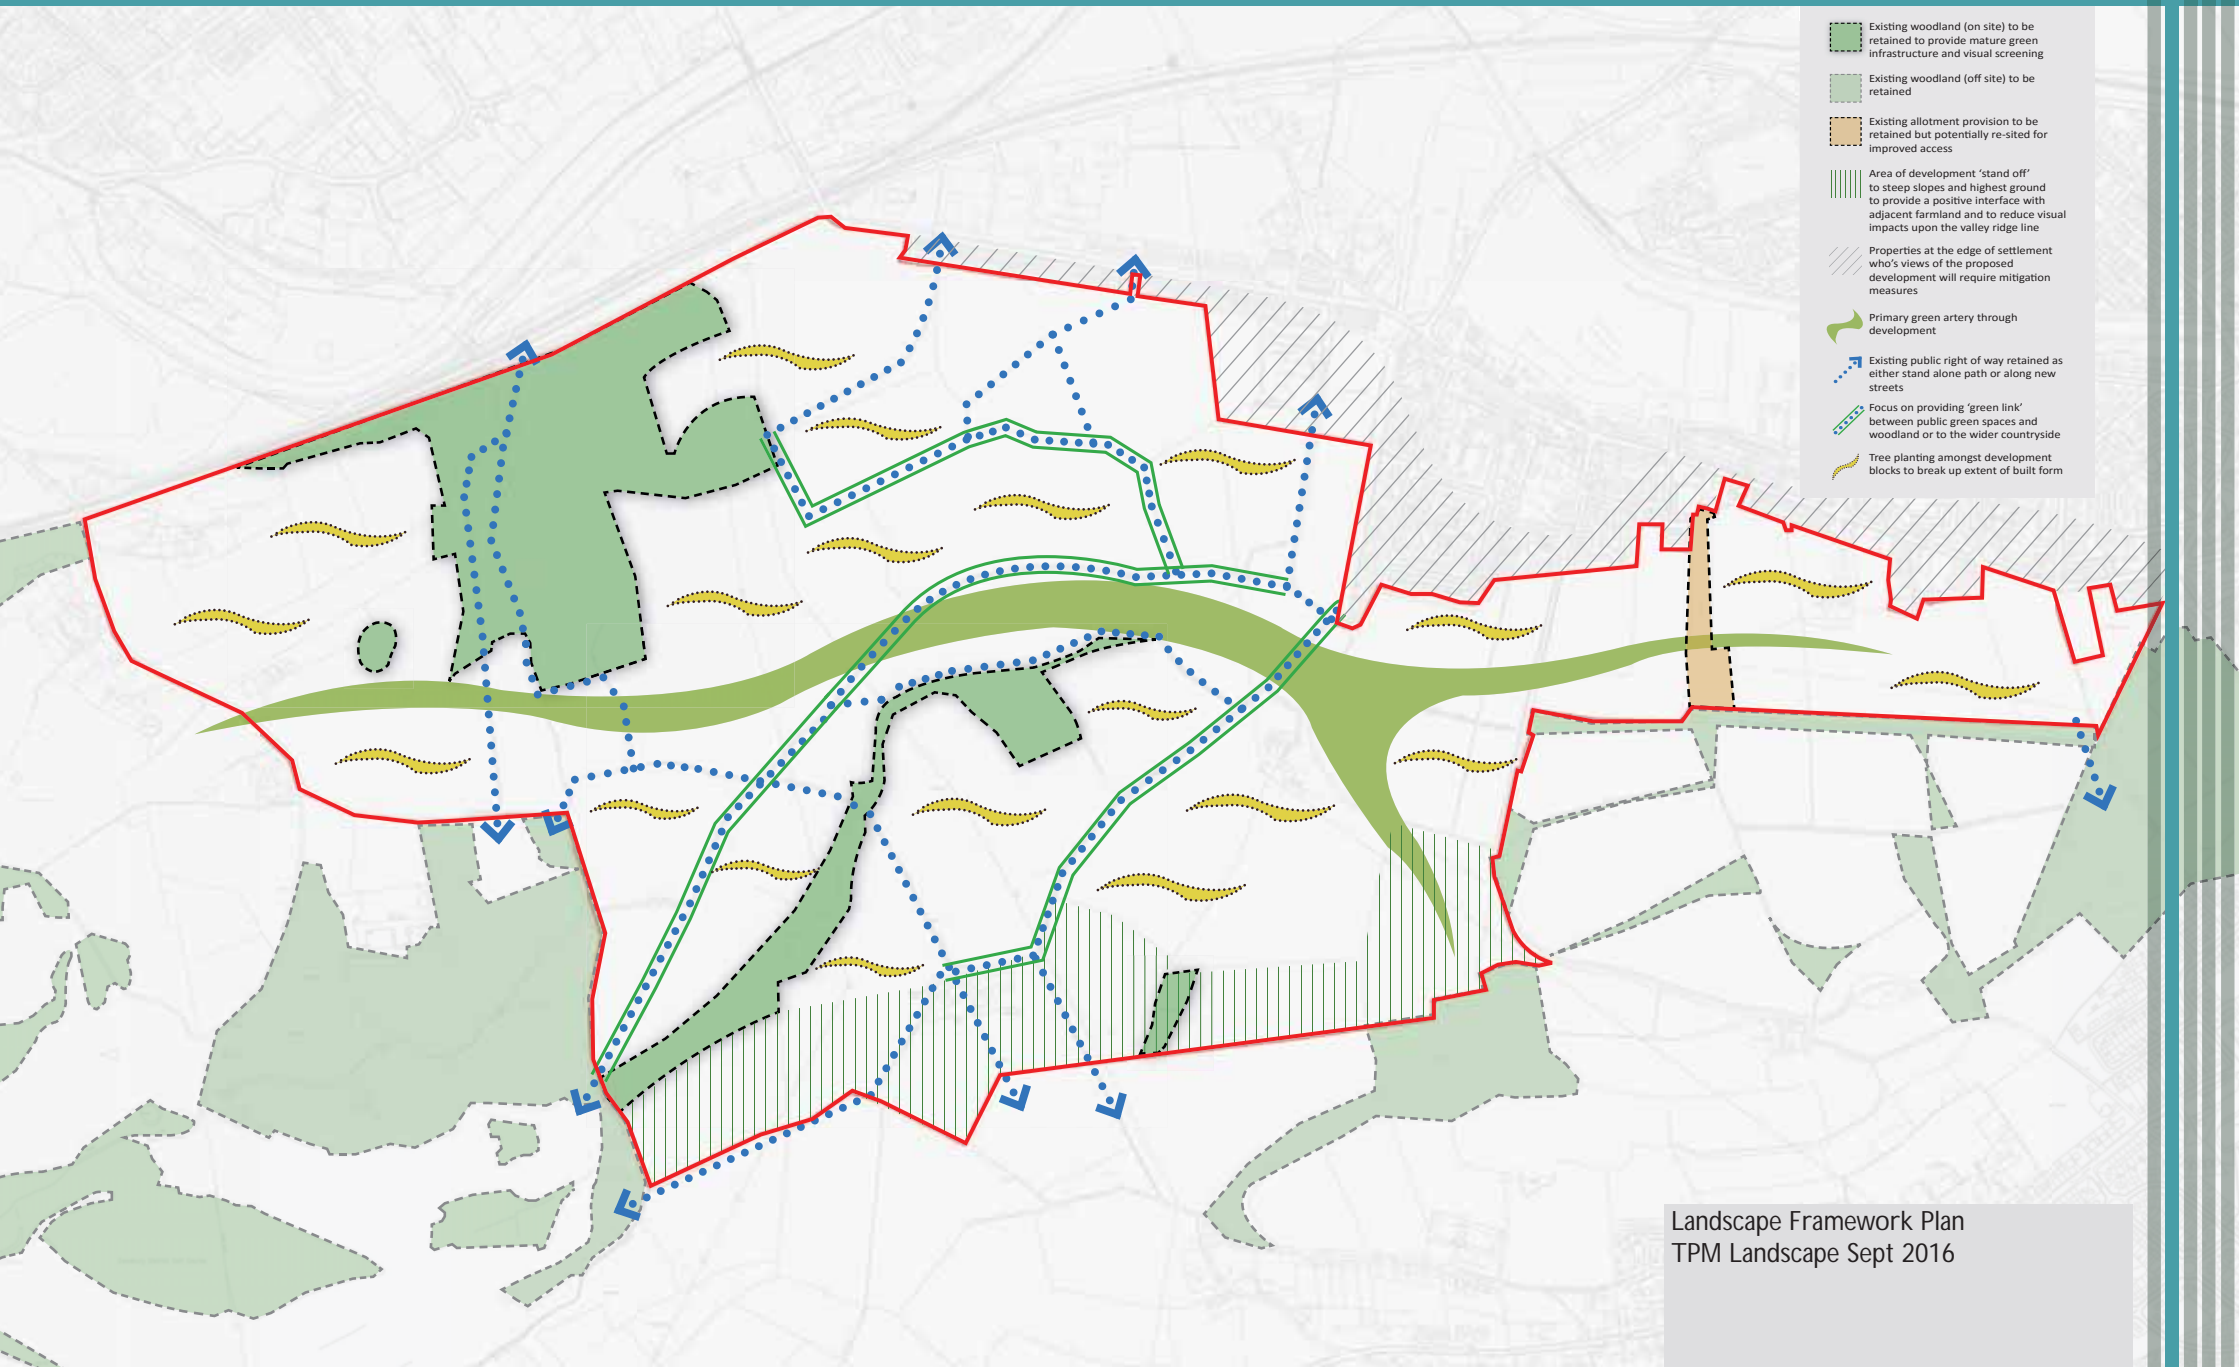 Existing woodland (on site) to be
retained to provide mature green
infrastructure and visual screening
Existing woodland (off site) to be
retained
Existing allotment provision to be
retained but potentially re-sited for
improved access
Area of development ‘stand off’
to steep slopes and highest ground
to provide a positive interface with
adjacent farmland and to reduce visual
impacts upon the valley ridge line
Properties at the edge of settlement
who’s views of the proposed
development will require mitigation
measures
Primary green artery through
development
Existing public right of way retained as
either stand alone path or along new
streets
Focus on providing ‘green link’
between public green spaces and
woodland or to the wider countryside
Tree planting amongst development
blocks to break up extent of built form
Landscape Framework Plan
TPM Landscape Sept 2016